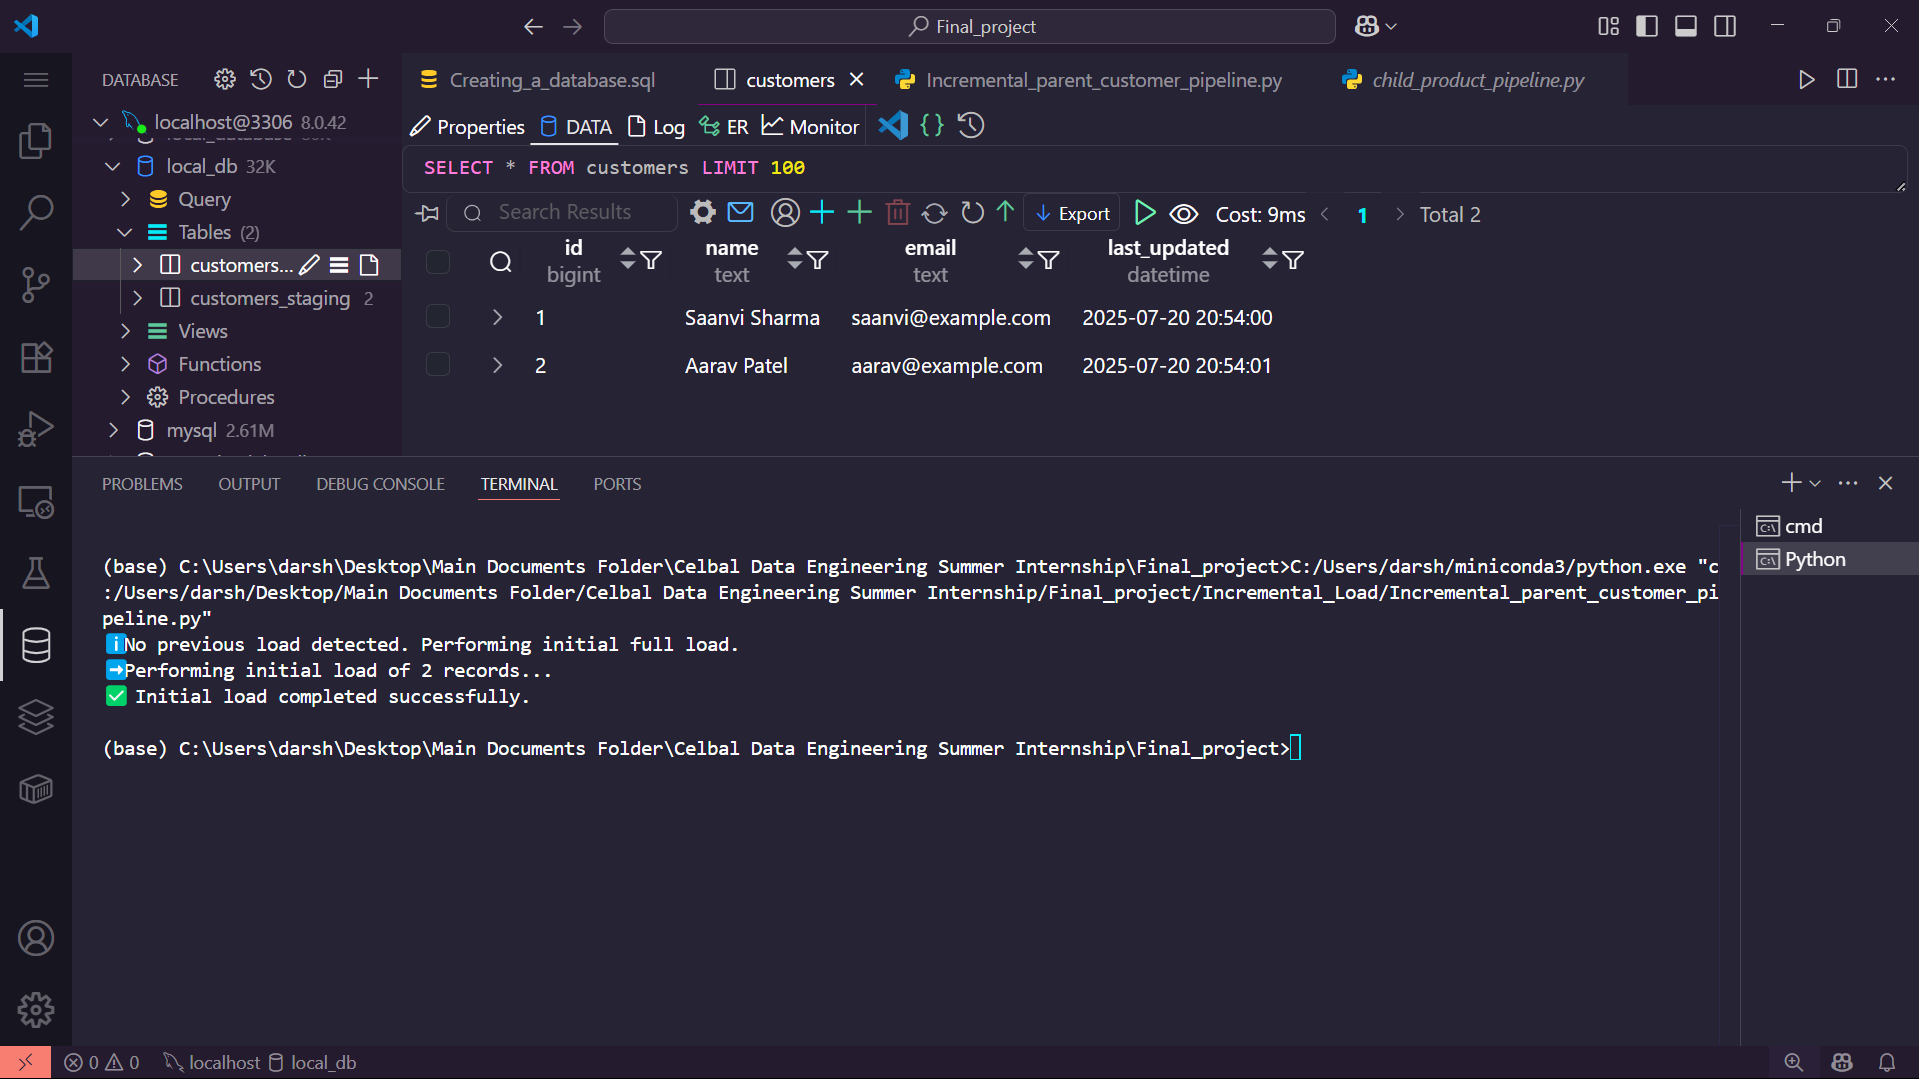 Final_project
DATABASE
localhost@3306 8.0.42
local_db 32K
Query
Tables (2)
customers...
customers_staging 2
Views
Functions
Procedures
mysql 2.61M
Creating_a_database.sql
customers
Incremental_parent_customer_pipeline.py
child_product_pipeline.py
Properties
DATA
Log
ER
Monitor
SELECT * FROM customers LIMIT 100
Search Results
Export
Cost: 9ms
1
Total 2
id name email last_updated
bigint text text datetime
1 Saanvi Sharma saanvi@example.com 2025-07-20 20:54:00
2 Aarav Patel aarav@example.com 2025-07-20 20:54:01
PROBLEMS OUTPUT DEBUG CONSOLE TERMINAL PORTS
(base) C:\Users\darsh\Desktop\Main Documents Folder\Celbal Data Engineering Summer Internship\Final_project>C:/Users/darsh/miniconda3/python.exe "c
:/Users/darsh/Desktop/Main Documents Folder/Celbal Data Engineering Summer Internship/Final_project/Incremental_Load/Incremental_parent_customer_pi
peline.py"
ℹNo previous load detected. Performing initial full load.
➡Performing initial load of 2 records...
✅ Initial load completed successfully.
(base) C:\Users\darsh\Desktop\Main Documents Folder\Celbal Data Engineering Summer Internship\Final_project>
cmd
Python
0 0 localhost local_db